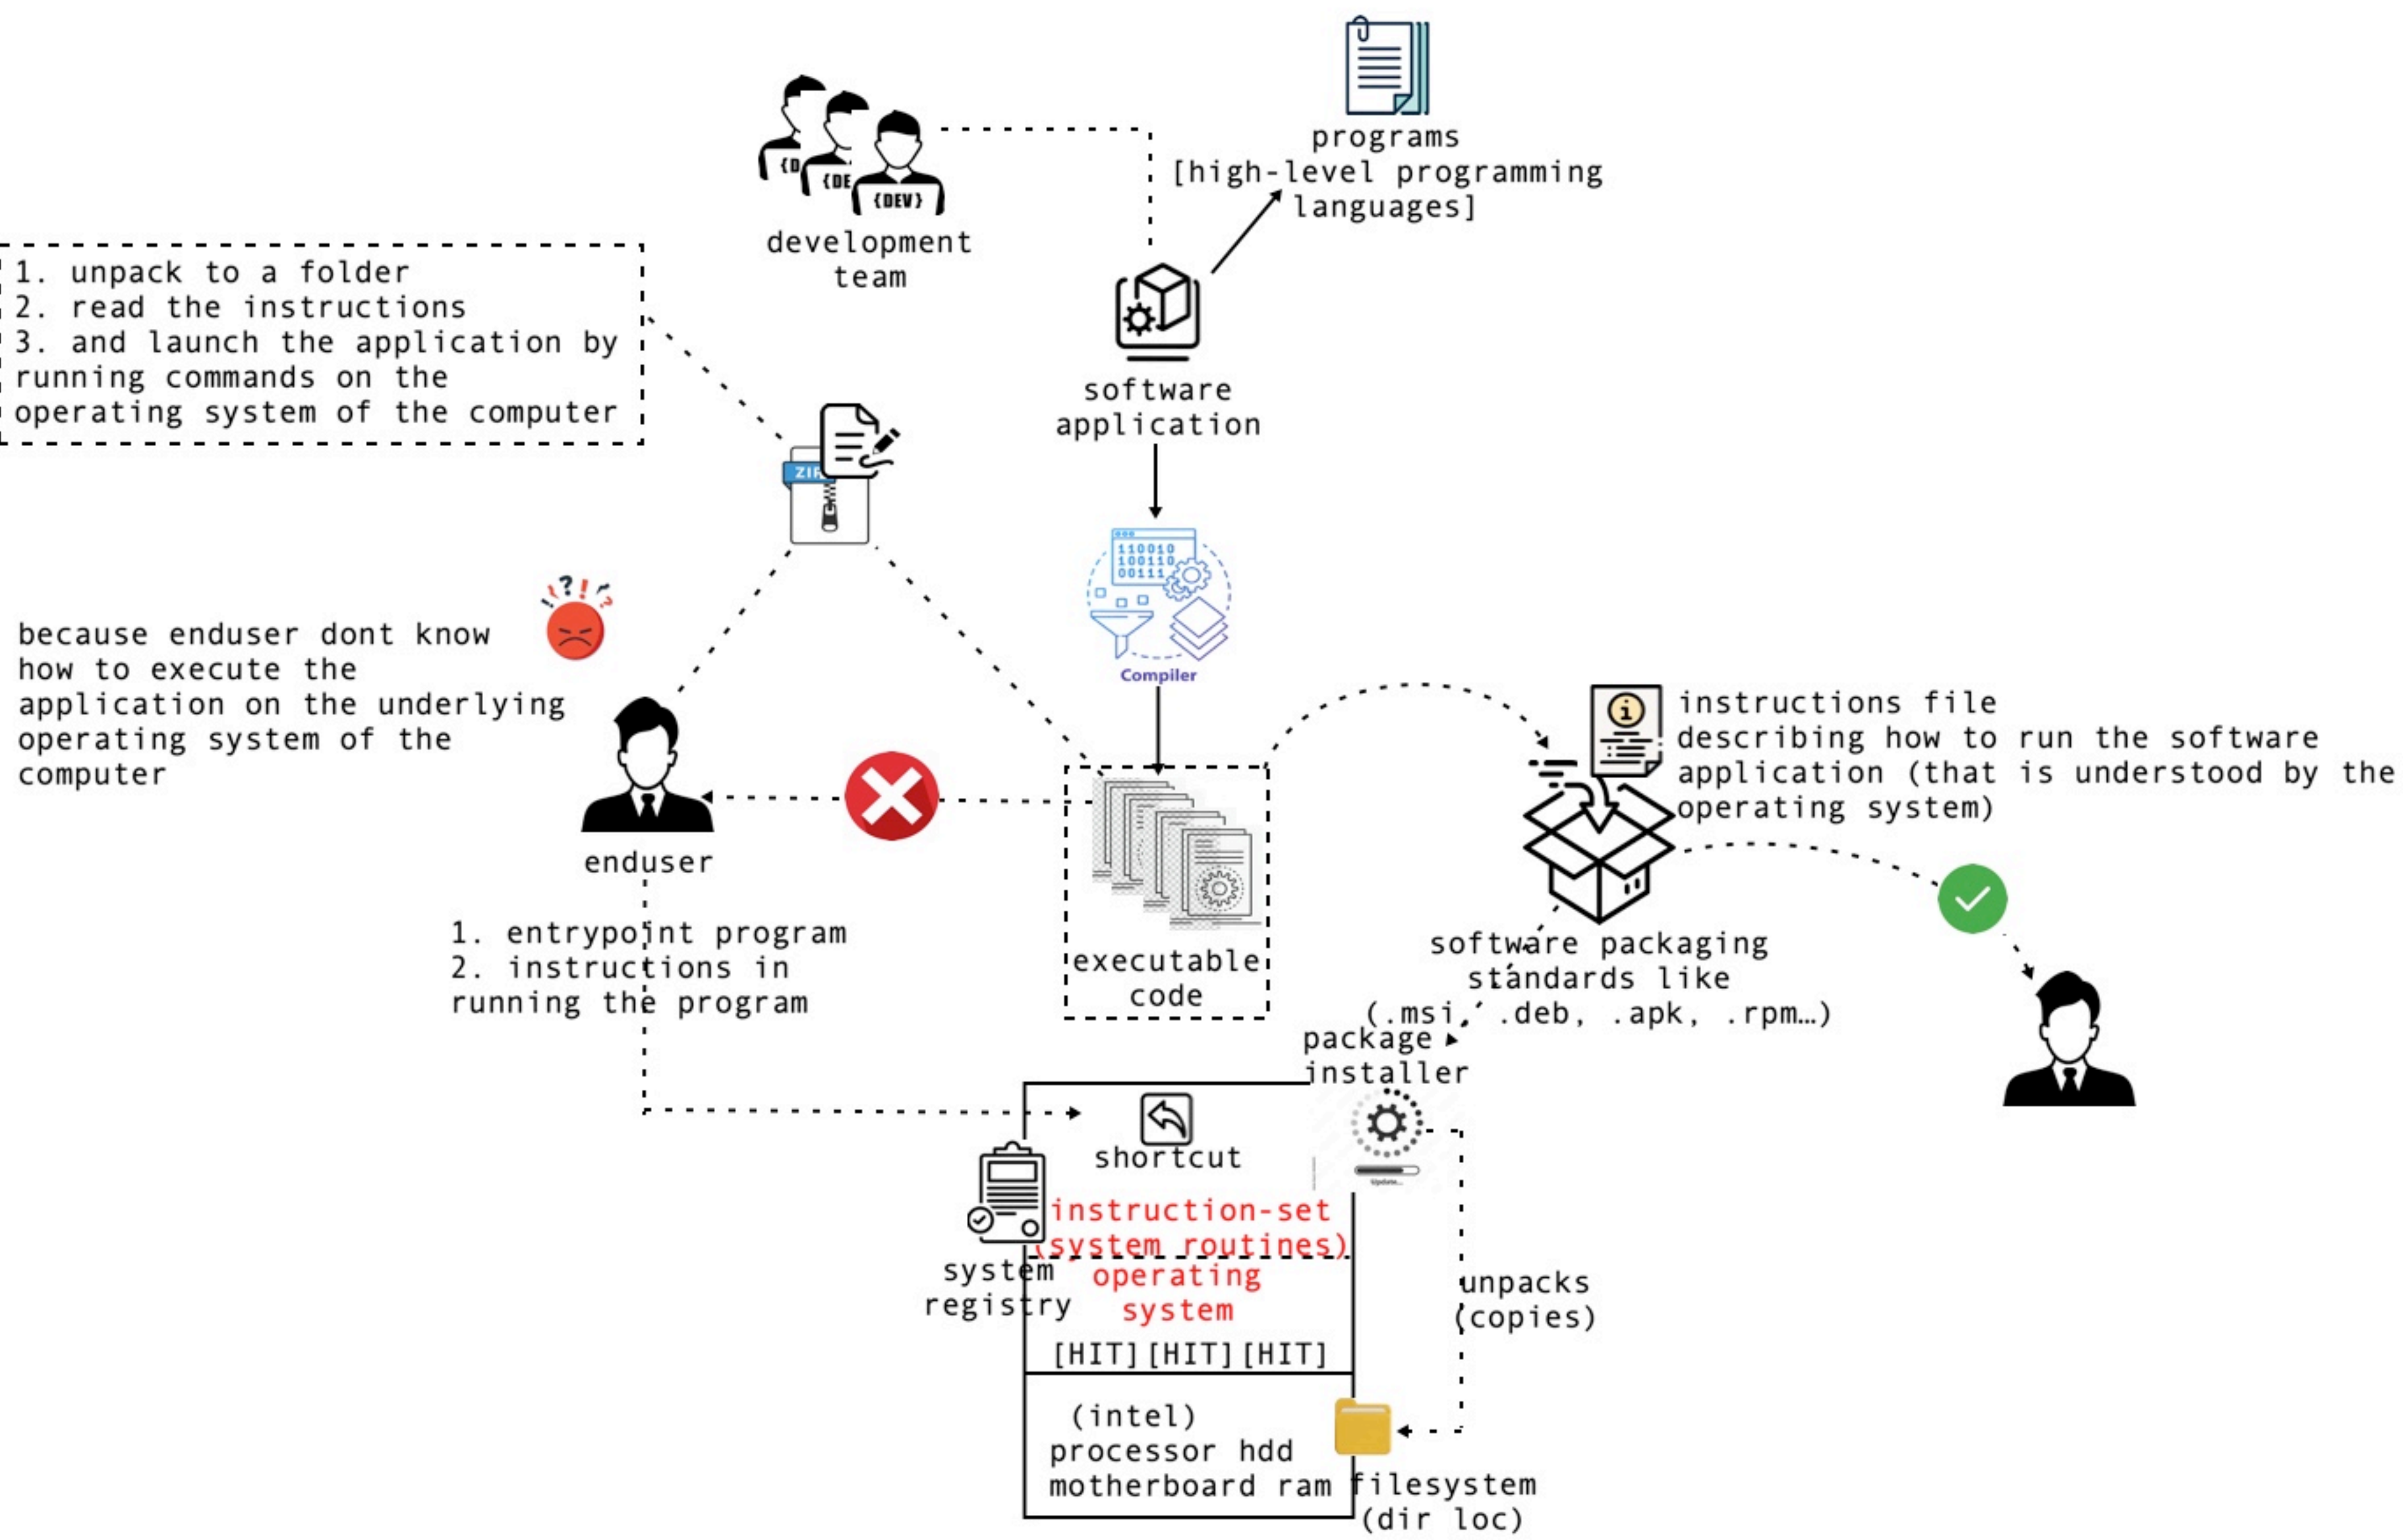 programs
[high-level programming
languages]
{D
{DE
{DEV}
development
team
1. unpack to a folder
2. read the instructions
3. and launch the application by
running commands on the
operating system of the computer
software
application
ZIP
110010
100110
00111
Compiler
because enduser dont know
how to execute the
application on the underlying
operating system of the
computer
enduser
1. entrypoint program
2. instructions in
running the program
executable
code
i
instructions file
describing how to run the software
application (that is understood by the
operating system)
software packaging
standards like
(.msi, .deb, .apk, .rpm…)
package
installer
Update...
shortcut
instruction-set
(system routines)
system
registry
operating
system
[HIT][HIT][HIT]
unpacks
(copies)
(intel)
processor hdd
motherboard ram
filesystem
(dir loc)